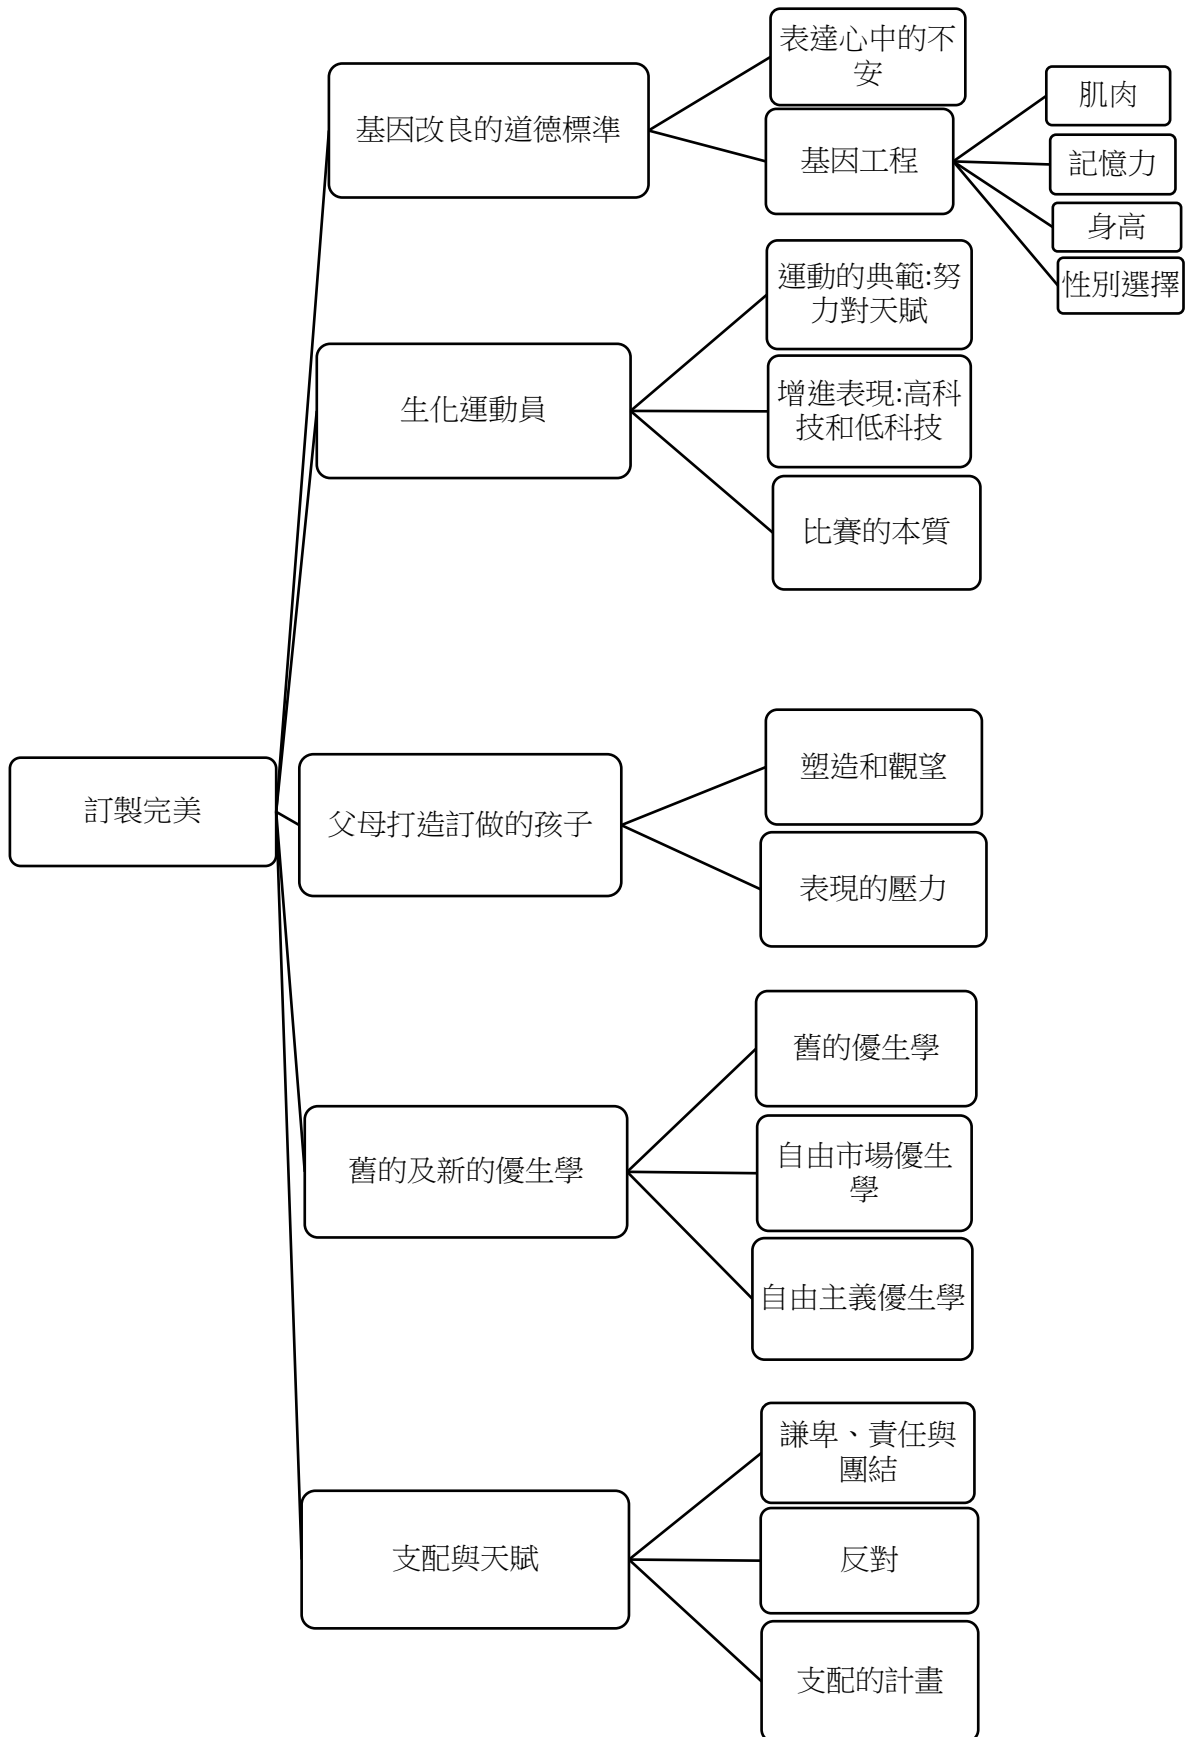 訂製完美
基因改良的道德標準
表達心中的不
安
基因工程
肌肉
記憶力
身高
性別選擇
生化運動員
運動的典範:努
力對天賦
增進表現:高科
技和低科技
比賽的本質
父母打造訂做的孩子
塑造和觀望
表現的壓力
舊的及新的優生學
舊的優生學
自由市場優生
學
自由主義優生學
支配與天賦
謙卑、責任與
團結
反對
支配的計畫